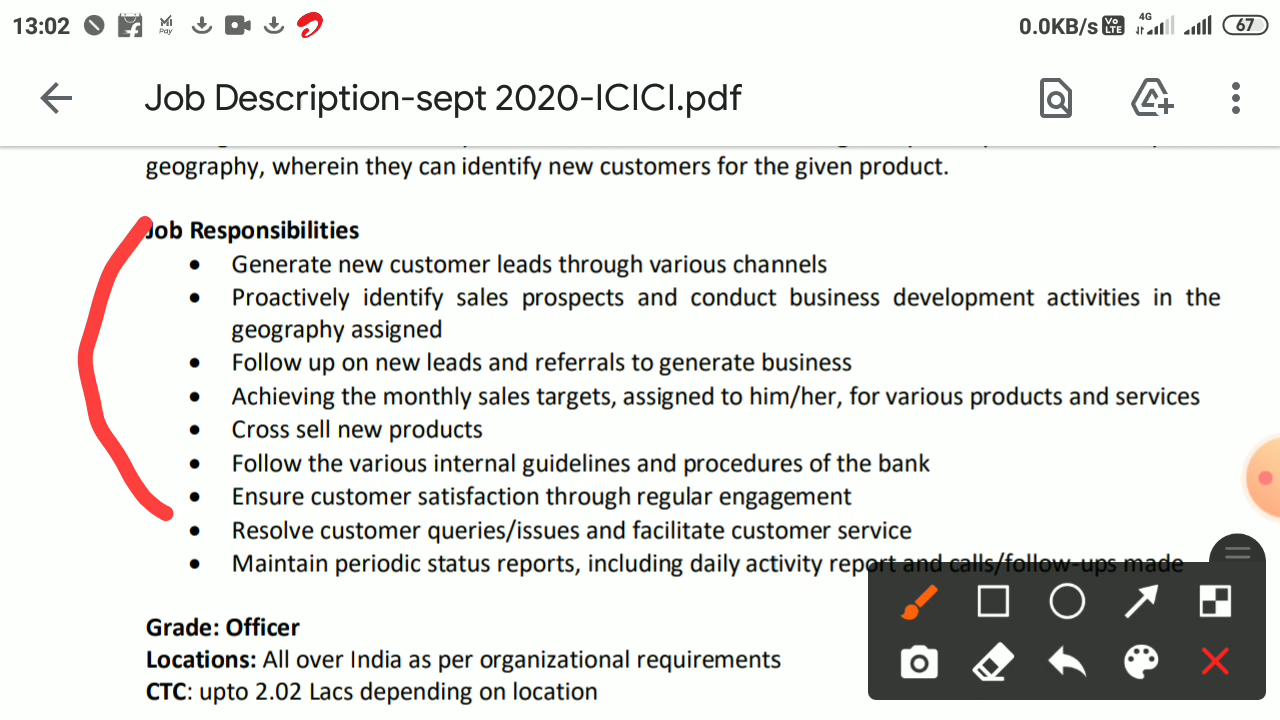 13:02 Mi Pay 0.0KB/s Vo LTE 4G 67
Job Description-sept 2020-ICICI.pdf
geography, wherein they can identify new customers for the given product.
Job Responsibilities
• Generate new customer leads through various channels
• Proactively identify sales prospects and conduct business development activities in the
geography assigned
• Follow up on new leads and referrals to generate business
• Achieving the monthly sales targets, assigned to him/her, for various products and services
• Cross sell new products
• Follow the various internal guidelines and procedures of the bank
• Ensure customer satisfaction through regular engagement
• Resolve customer queries/issues and facilitate customer service
• Maintain periodic status reports, including daily activity report and calls/follow-ups made
Grade: Officer
Locations: All over India as per organizational requirements
CTC: upto 2.02 Lacs depending on location